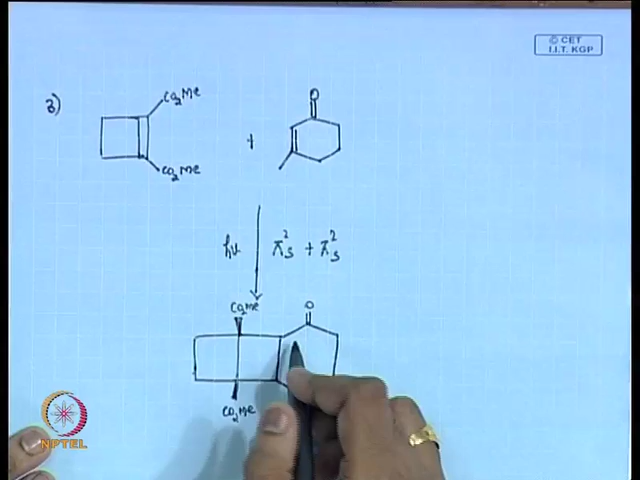 © CET
I.I.T. KGP
3)
CO2Me
CO2Me
+
O
hν
π2s + π2s
CO2Me
O
CO2Me
NPTEL